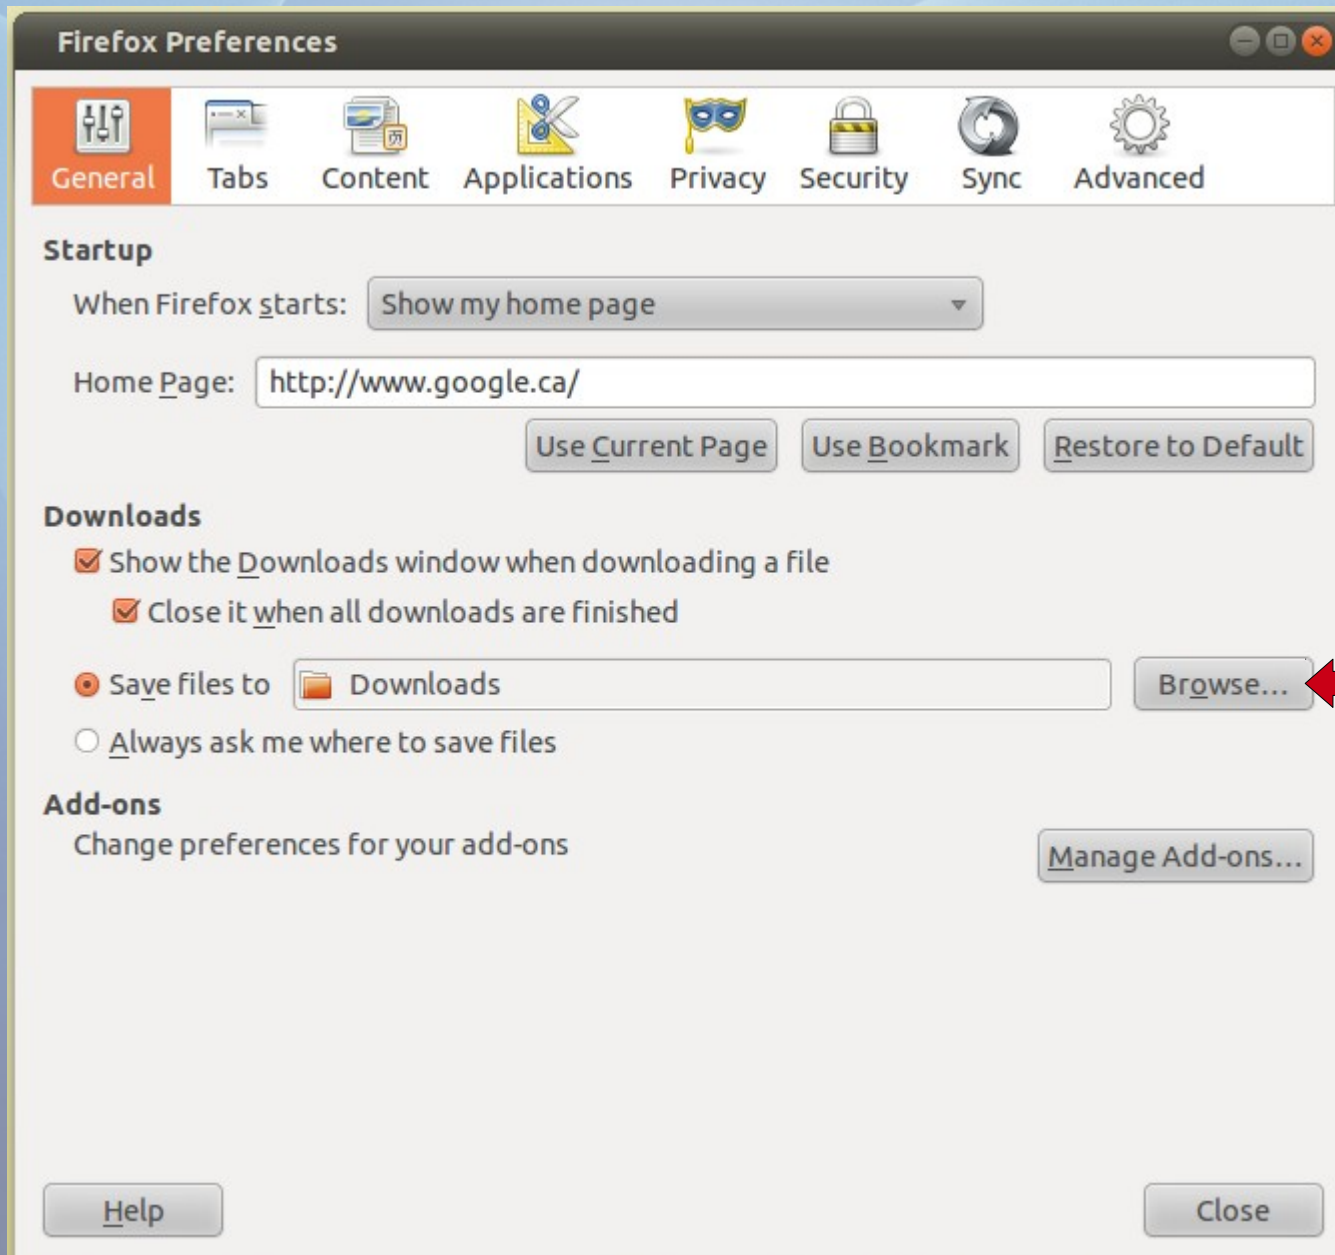 Firefox Preferences
General Tabs Content Applications Privacy Security Sync Advanced
Startup
When Firefox starts: Show my home page
Home Page: http://www.google.ca/
Use Current Page Use Bookmark Restore to Default
Downloads
Show the Downloads window when downloading a file
Close it when all downloads are finished
Save files to Downloads Browse...
Always ask me where to save files
Add-ons
Change preferences for your add-ons
Manage Add-ons...
Help Close